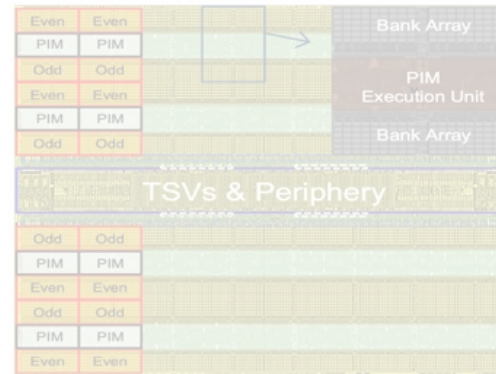 Even Even
PIM PIM
Odd Odd
Even Even
PIM PIM
Odd Odd
Bank Array
PIM
Execution Unit
Bank Array
TSVs & Periphery
Odd Odd
PIM PIM
Even Even
Odd Odd
PIM PIM
Even Even